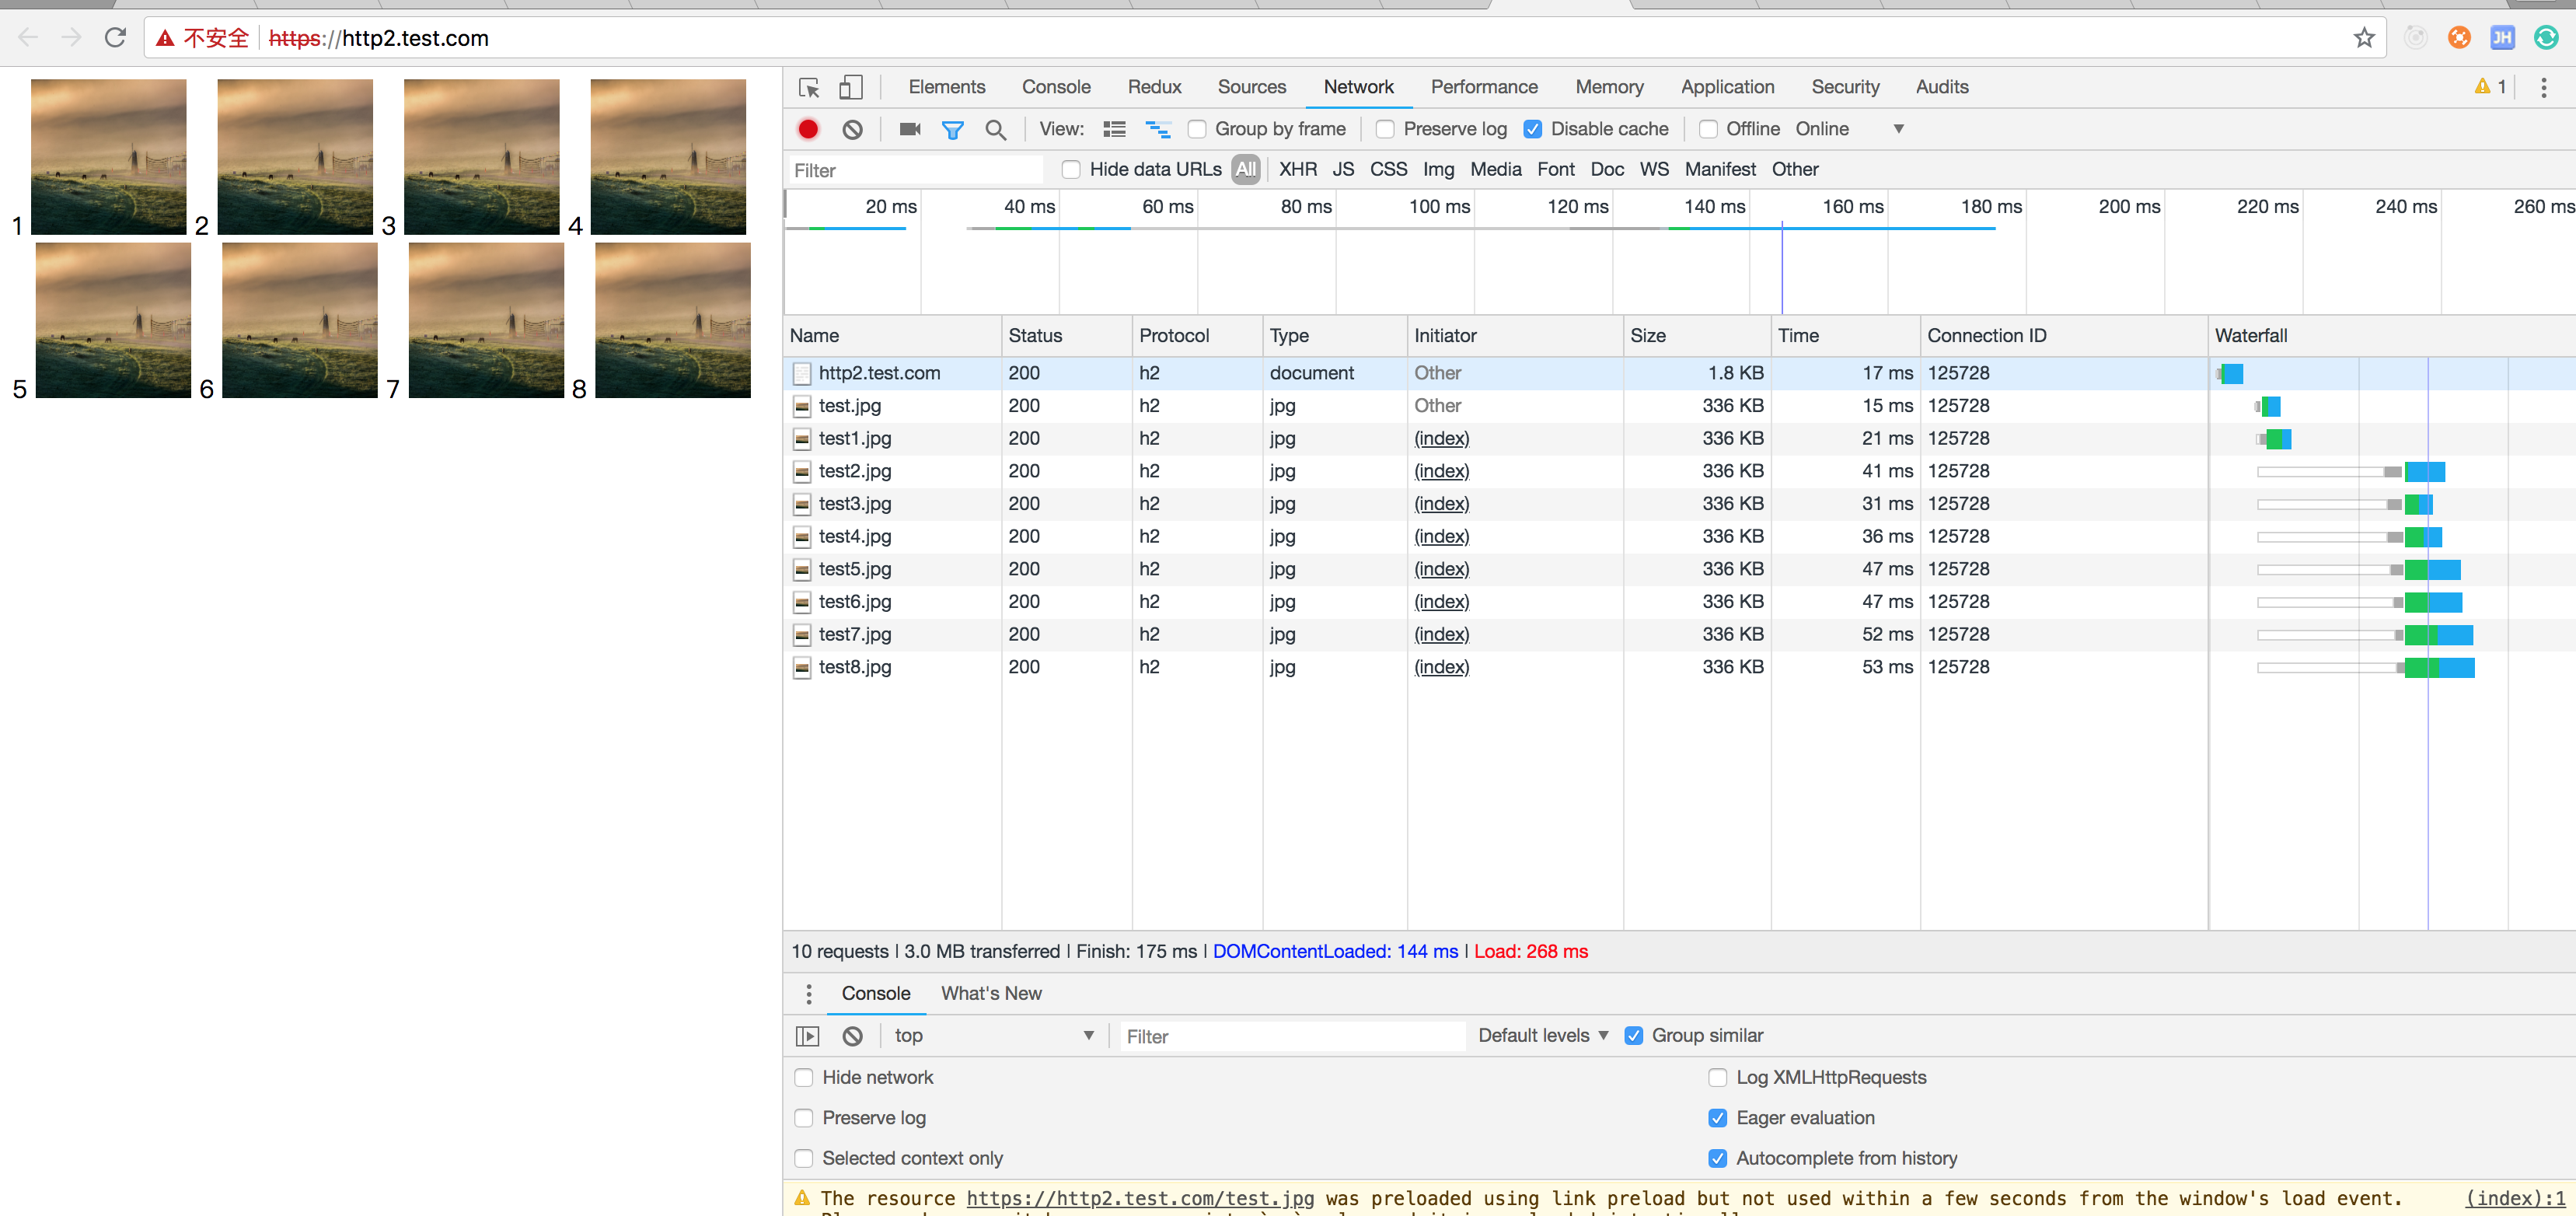 不安全 https://http2.test.com JH
1 2 3 4
5 6 7 8
Elements Console Redux Sources Network Performance Memory Application Security Audits 1
View: Group by frame Preserve log Disable cache Offline Online
Filter Hide data URLs All XHR JS CSS Img Media Font Doc WS Manifest Other
20 ms 40 ms 60 ms 80 ms 100 ms 120 ms 140 ms 160 ms 180 ms 200 ms 220 ms 240 ms 260 ms
Name Status Protocol Type Initiator Size Time Connection ID Waterfall
http2.test.com 200 h2 document Other 1.8 KB 17 ms 125728
test.jpg 200 h2 jpg Other 336 KB 15 ms 125728
test1.jpg 200 h2 jpg (index) 336 KB 21 ms 125728
test2.jpg 200 h2 jpg (index) 336 KB 41 ms 125728
test3.jpg 200 h2 jpg (index) 336 KB 31 ms 125728
test4.jpg 200 h2 jpg (index) 336 KB 36 ms 125728
test5.jpg 200 h2 jpg (index) 336 KB 47 ms 125728
test6.jpg 200 h2 jpg (index) 336 KB 47 ms 125728
test7.jpg 200 h2 jpg (index) 336 KB 52 ms 125728
test8.jpg 200 h2 jpg (index) 336 KB 53 ms 125728
10 requests | 3.0 MB transferred | Finish: 175 ms | DOMContentLoaded: 144 ms | Load: 268 ms
Console What's New
top Filter Default levels Group similar
Hide network Log XMLHttpRequests
Preserve log Eager evaluation
Selected context only Autocomplete from history
The resource https://http2.test.com/test.jpg was preloaded using link preload but not used within a few seconds from the window's load event. (index):1